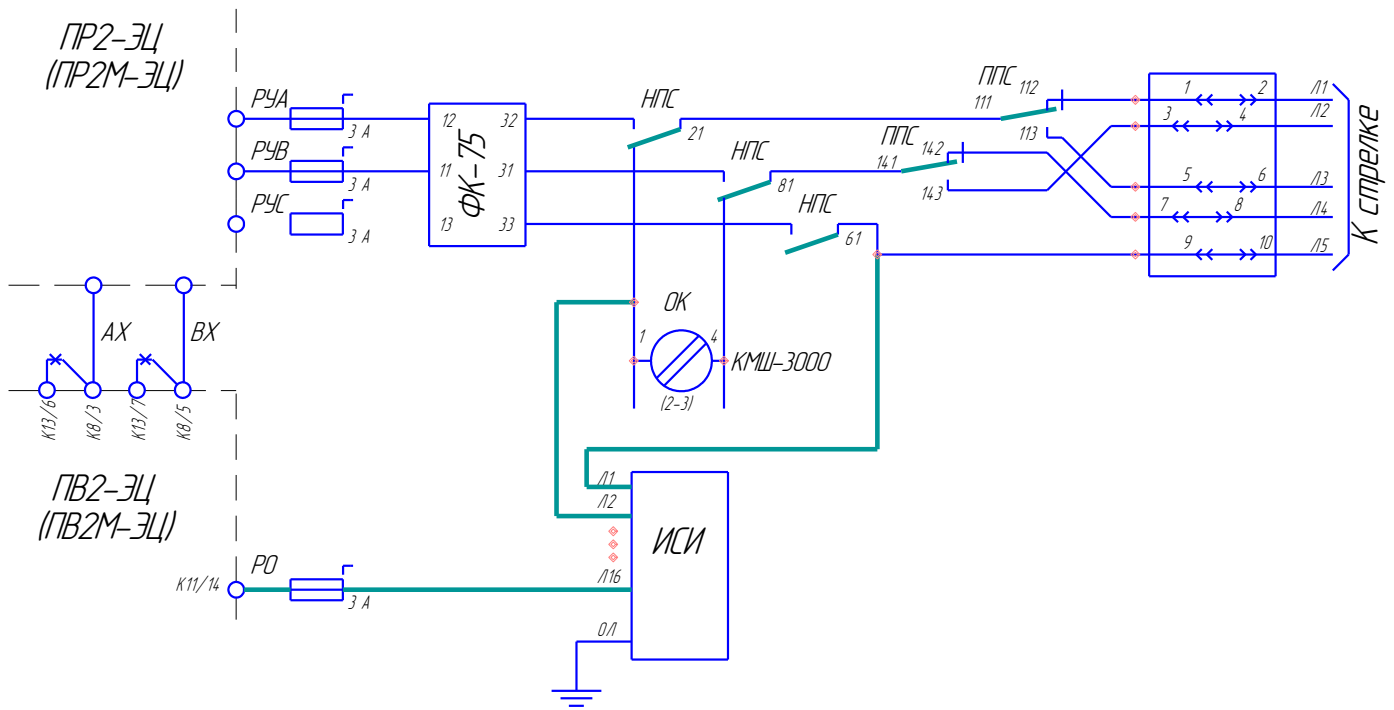 ПР2-ЭЦ
(ПР2М-ЭЦ)
РУА
3 А
РУВ
3 А
РУС
3 А
12
32
11
31
13
33
ФК-75
НПС
21
НПС
81
НПС
61
ППС
112
111
113
ППС
142
141
143
1
2
Л1
3
4
Л2
5
6
Л3
7
8
Л4
9
10
Л5
К стрелке
АХ
ВХ
К13/6
К8/3
К13/7
К8/5
ОК
1
4
КМШ-3000
(2-3)
ПВ2-ЭЦ
(ПВ2М-ЭЦ)
К11/14
РО
3 А
Л1
Л2
Л16
ОЛ
ИСИ